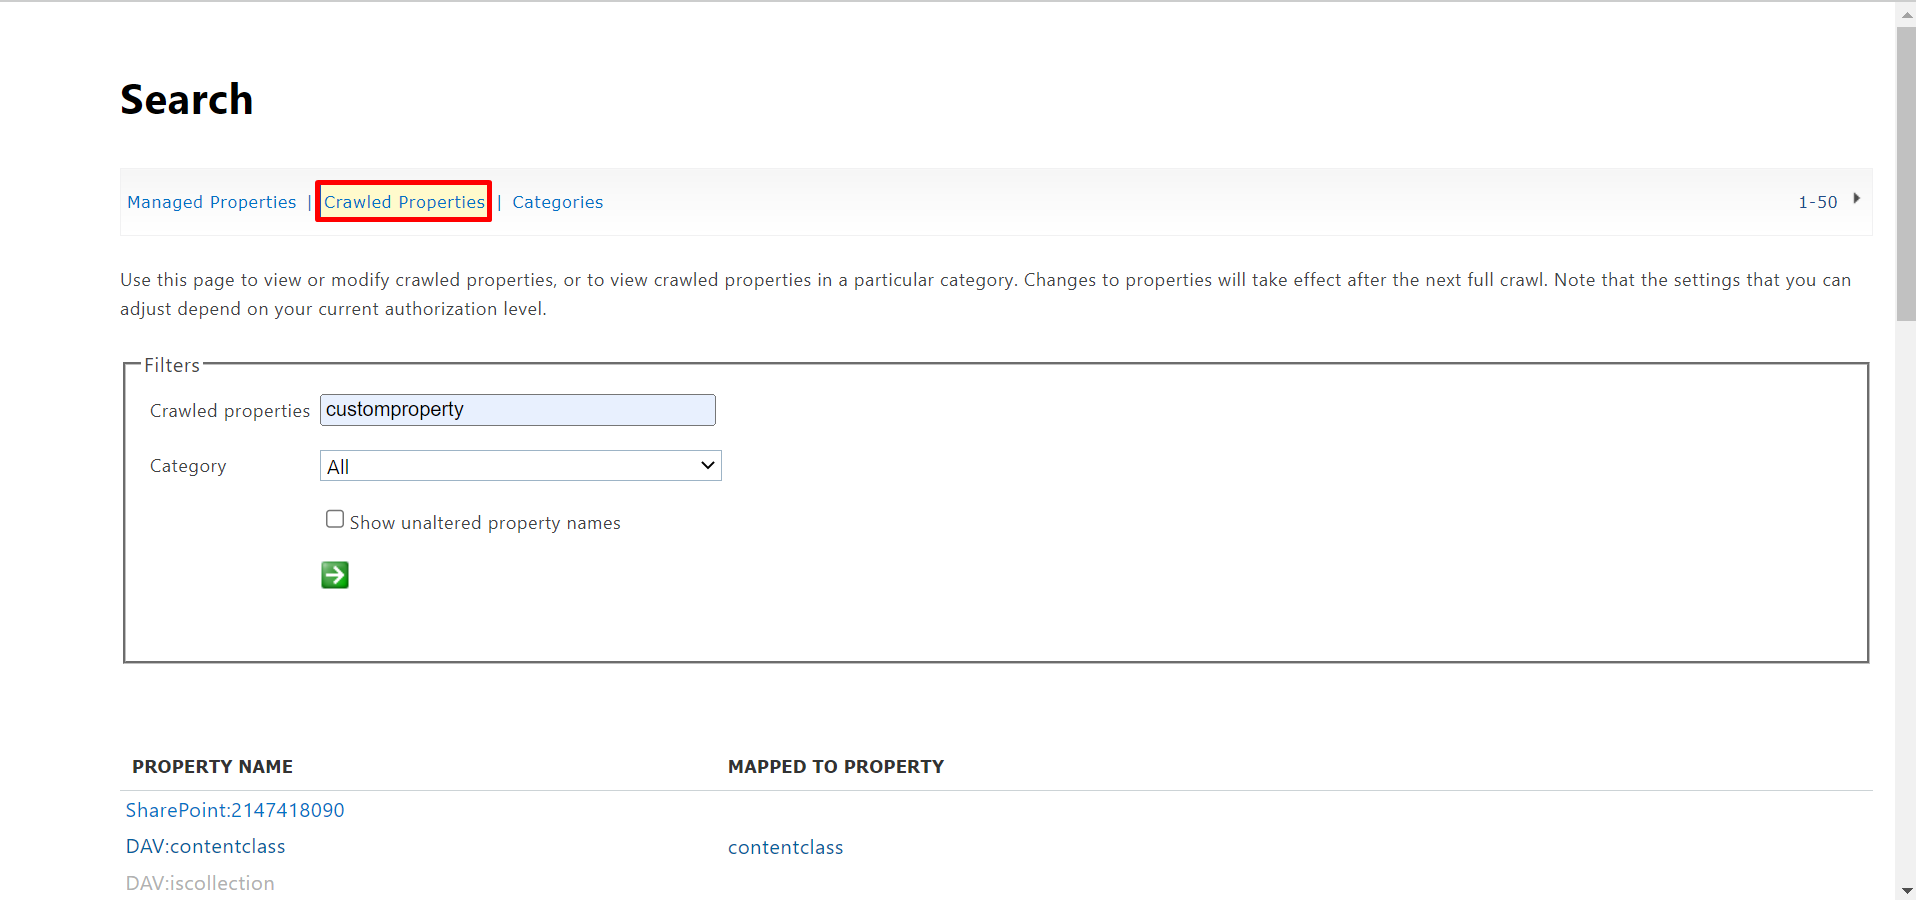 Search
Managed Properties | Crawled Properties | Categories 1-50
Use this page to view or modify crawled properties, or to view crawled properties in a particular category. Changes to properties will take effect after the next full crawl. Note that the settings that you can
adjust depend on your current authorization level.
Filters
Crawled properties customproperty
Category All
Show unaltered property names
PROPERTY NAME MAPPED TO PROPERTY
SharePoint:2147418090
DAV:contentclass contentclass
DAV:iscollection